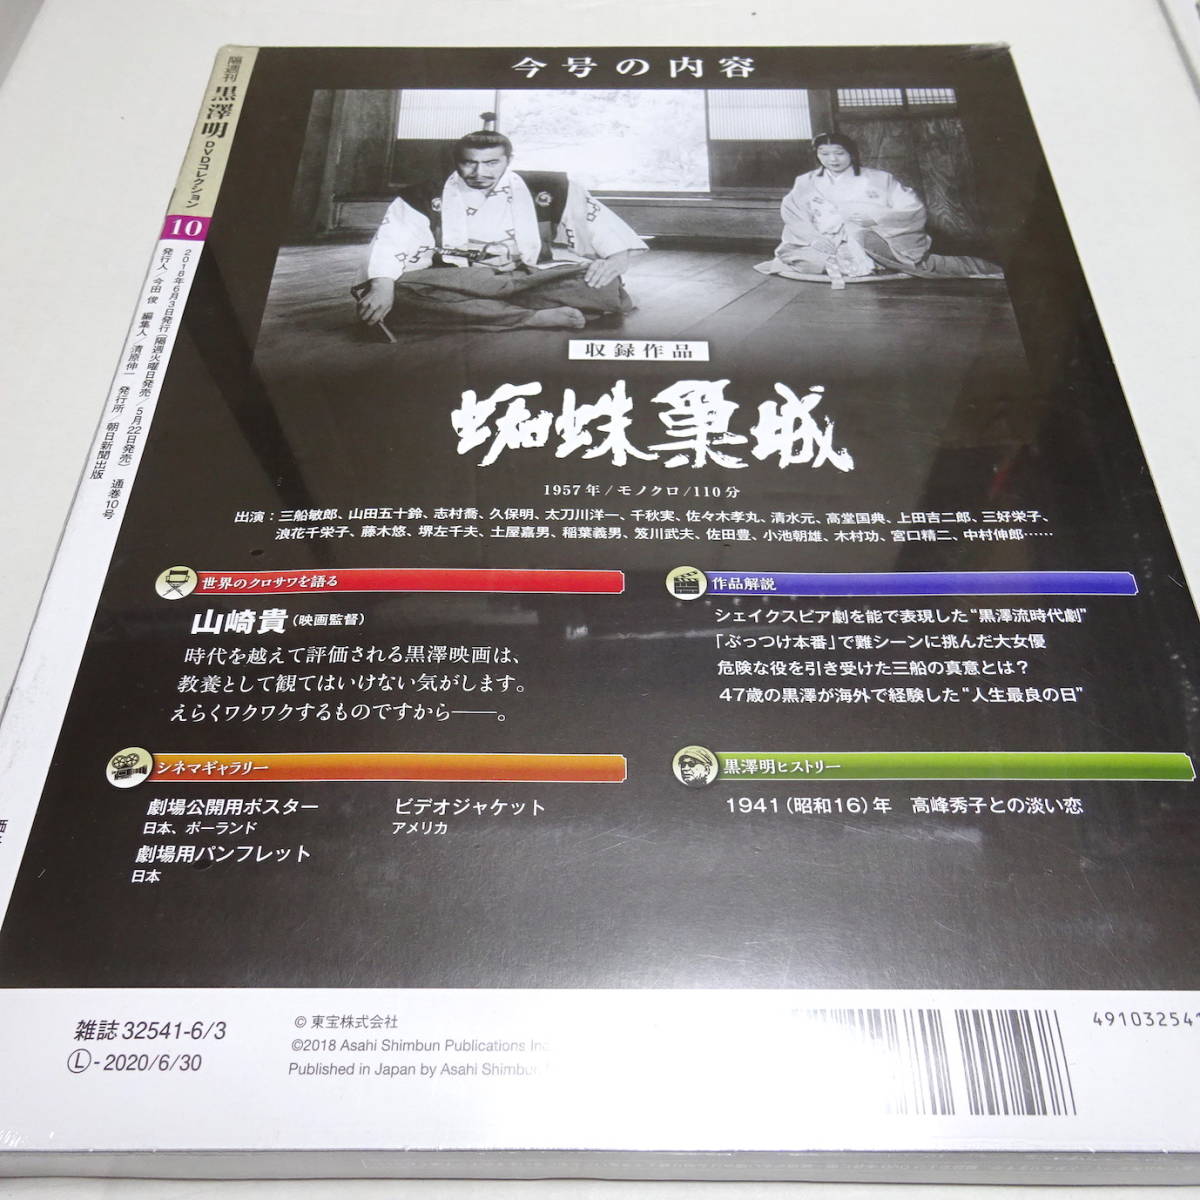 今号の内容
隔週刊 黒澤明 DVDコレクション
10
2018年6月3日発行(隔週火曜日発売/5月22日発売) 通巻10号
発行人/今田俊 編集人/清原伸一 発行所/朝日新聞出版
収録作品
蜘蛛巣城
1957年/モノクロ/110分
出演:三船敏郎、山田五十鈴、志村喬、久保明、太刀川洋一、千秋実、佐々木孝丸、清水元、高堂国典、上田吉二郎、三好栄子、
浪花千栄子、藤木悠、堺左千夫、土屋嘉男、稲葉義男、笈川武夫、佐田豊、小池朝雄、木村功、宮口精二、中村伸郎……
世界のクロサワを語る
山崎貴(映画監督)
時代を越えて評価される黒澤映画は、
教養として観てはいけない気がします。
えらくワクワクするものですから――。
作品解説
シェイクスピア劇を能で表現した“黒澤流時代劇”
「ぶっつけ本番」で難シーンに挑んだ大女優
危険な役を引き受けた三船の真意とは?
47歳の黒澤が海外で経験した“人生最良の日”
シネマギャラリー
劇場公開用ポスター
日本、ポーランド
劇場用パンフレット
日本
ビデオジャケット
アメリカ
黒澤明ヒストリー
1941(昭和16)年 高峰秀子との淡い恋
雑誌 32541-6/3
Ⓛ-2020/6/30
© 東宝株式会社
©2018 Asahi Shimbun Publications Inc.
Published in Japan by Asahi Shimbun
49103254